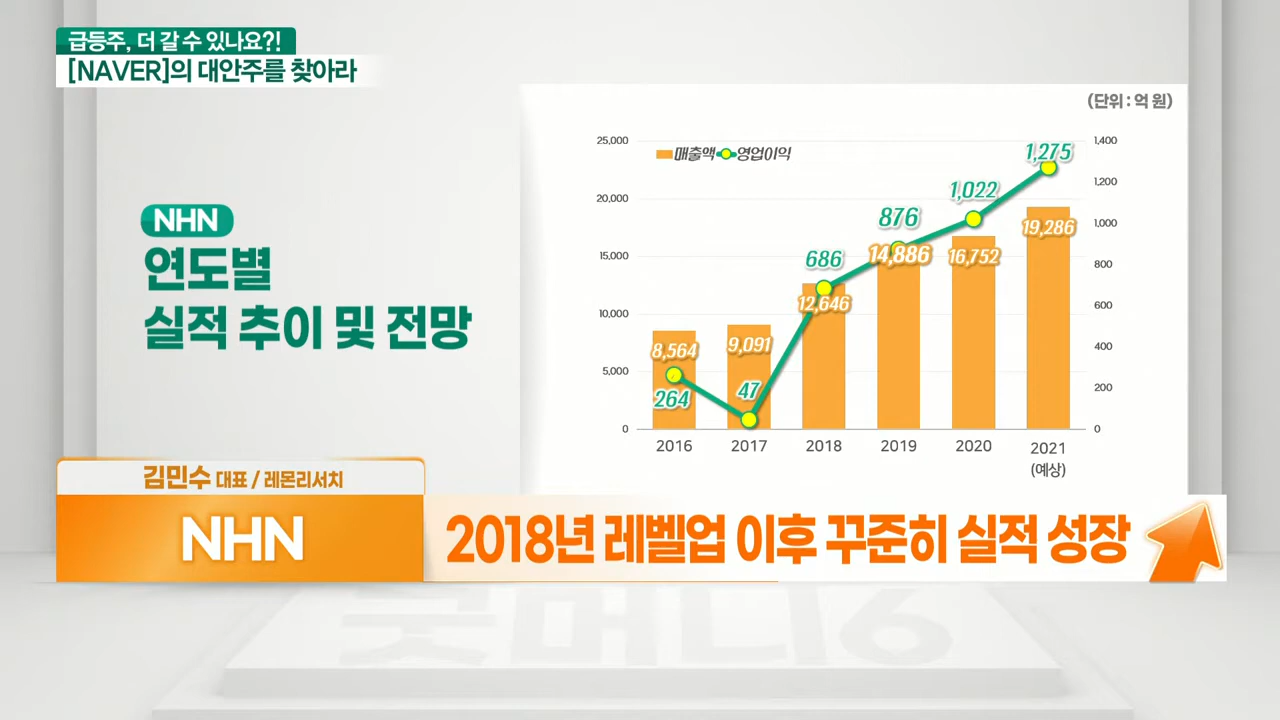 급등주, 더 갈 수 있나요?!
[NAVER]의 대안주를 찾아라
(단위 : 억 원)
NHN
연도별
실적 추이 및 전망
매출액 영업이익
25,000
20,000
15,000
10,000
5,000
0
1,400
1,200
1,000
800
600
400
200
0
8,564
9,091
12,646
14,886
16,752
19,286
264
47
686
876
1,022
1,275
2016 2017 2018 2019 2020 2021
(예상)
김민수 대표 / 레몬리서치
NHN
2018년 레벨업 이후 꾸준히 실적 성장
굿머니6